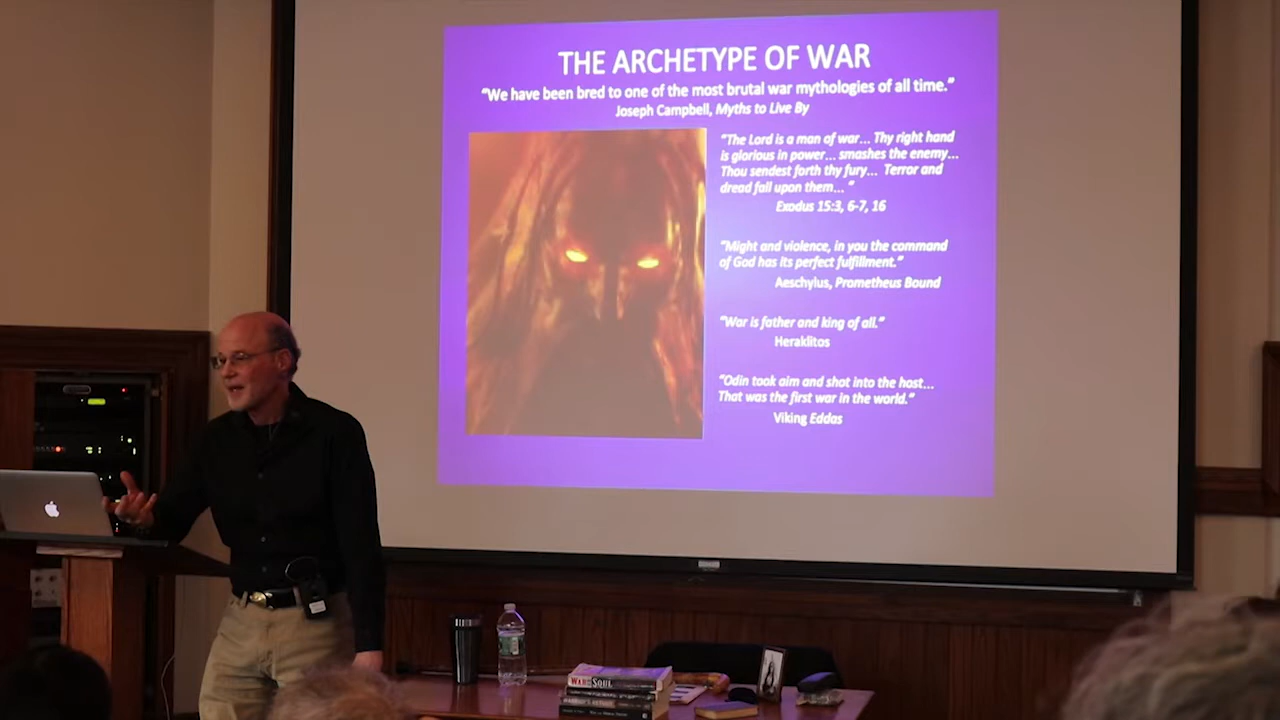 THE ARCHETYPE OF WAR
“We have been bred to one of the most brutal war mythologies of all time.”
Joseph Campbell, Myths to Live By
“The Lord is a man of war... Thy right hand
is glorious in power... smashes the enemy...
Thou sendest forth thy fury... Terror and
dread fall upon them... “
Exodus 15:3, 6-7, 16
“Might and violence, in you the command
of God has its perfect fulfillment.”
Aeschylus, Prometheus Bound
“War is father and king of all.”
Heraklitos
“Odin took aim and shot into the host...
That was the first war in the world.”
Viking Eddas
WAR
SOUL